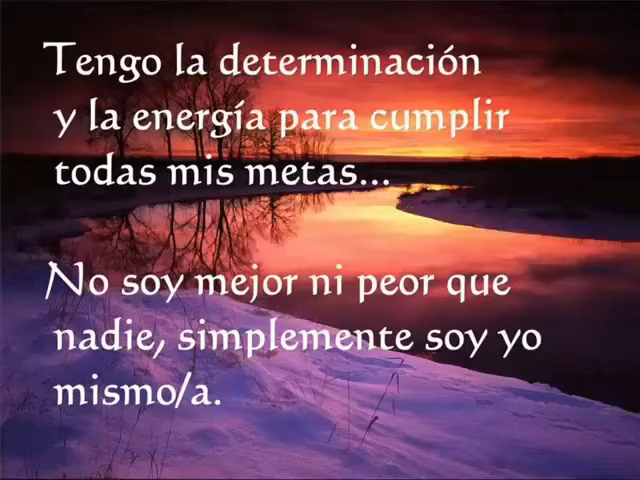 Tengo la determinación
y la energía para cumplir
todas mis metas...
No soy mejor ni peor que
nadie, simplemente soy yo
mismo/a.